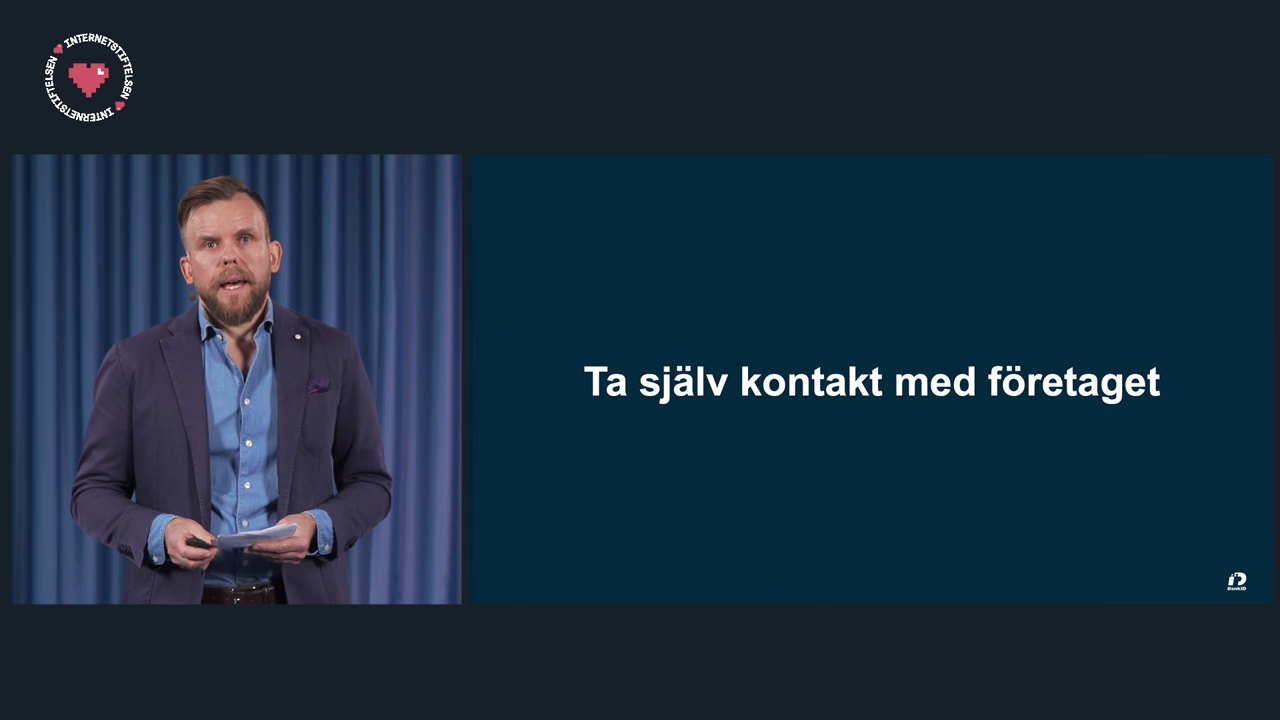 INTERNETSTIFTELSEN INTERNETSTIFTELSEN
Ta själv kontakt med företaget
BankID